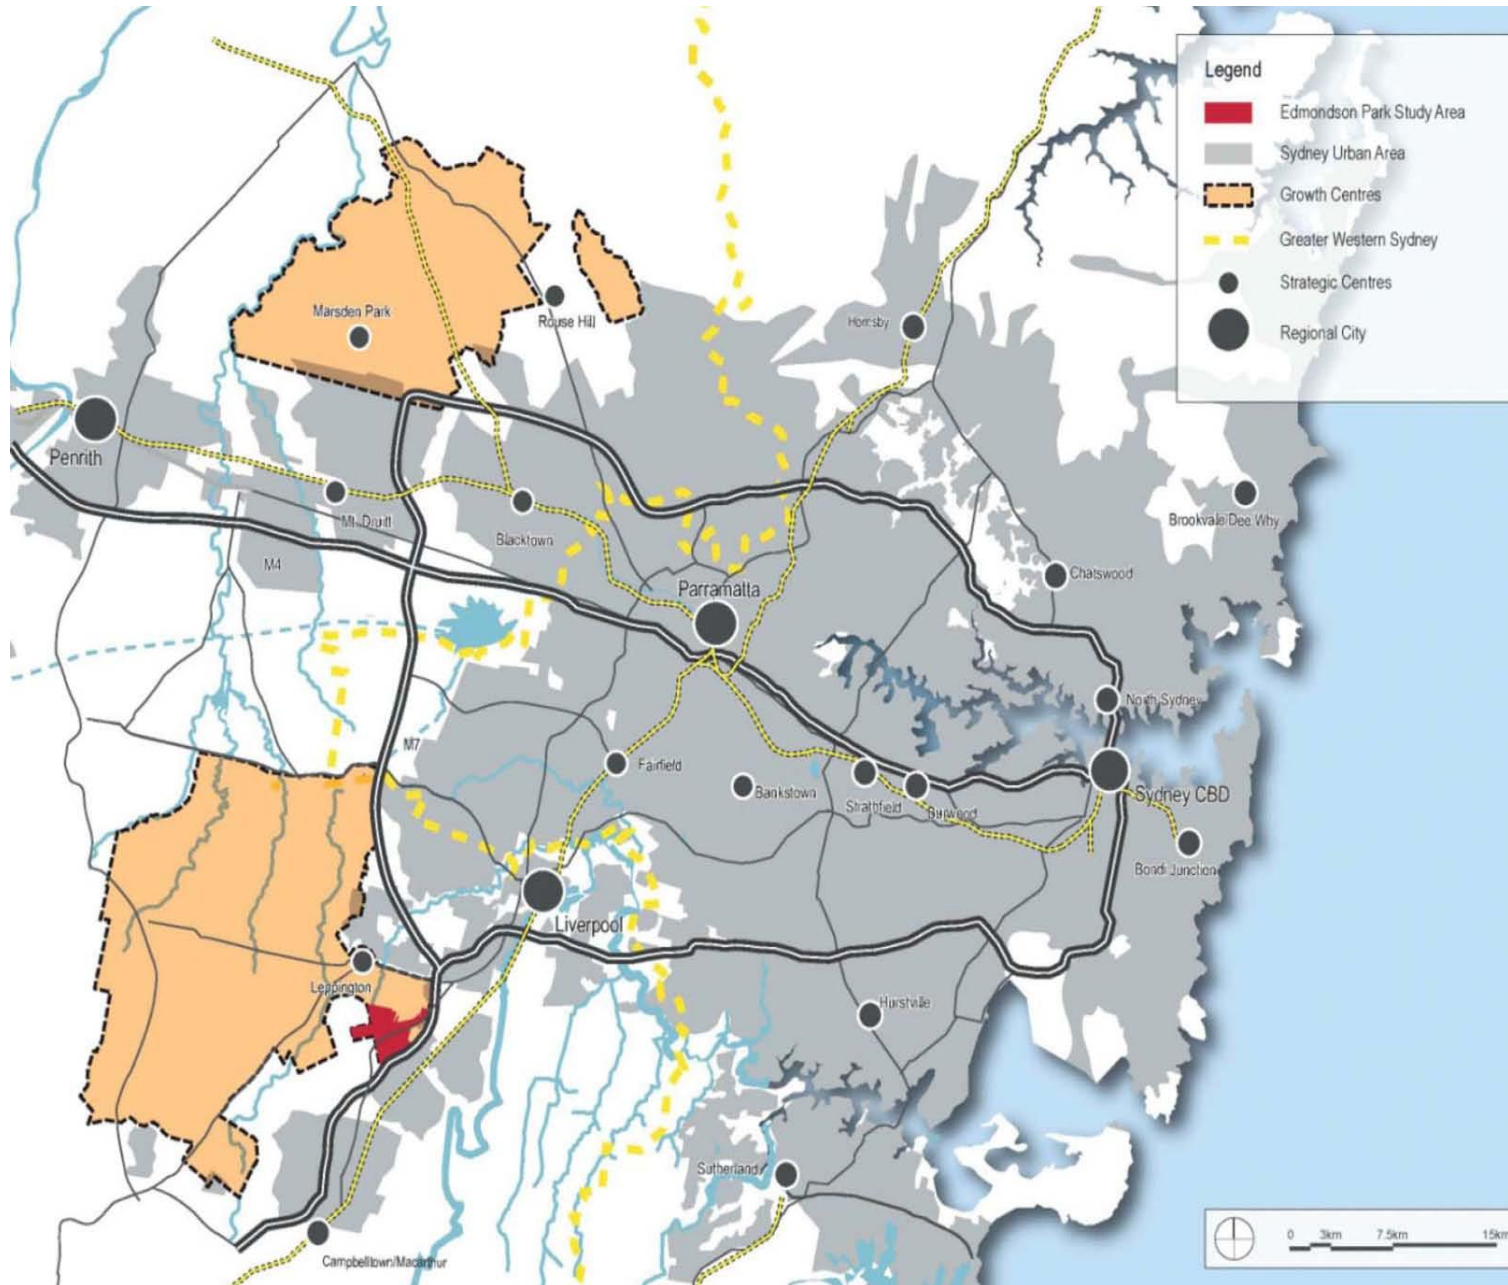 Legend
Edmondson Park Study Area
Sydney Urban Area
Growth Centres
Greater Western Sydney
Strategic Centres
Regional City
Marsden Park
Rouse Hill
Hornsby
Penrith
Mt. Druitt
Blacktown
Brookvale/Dee Why
M4
Chatswood
Parramatta
North Sydney
M7
Fairfield
Bankstown
Strathfield
Burwood
Sydney CBD
Bondi Junction
Liverpool
Leppington
Hurstville
Sutherland
Campbelltown/Macarthur
0 3km 7.5km 15km